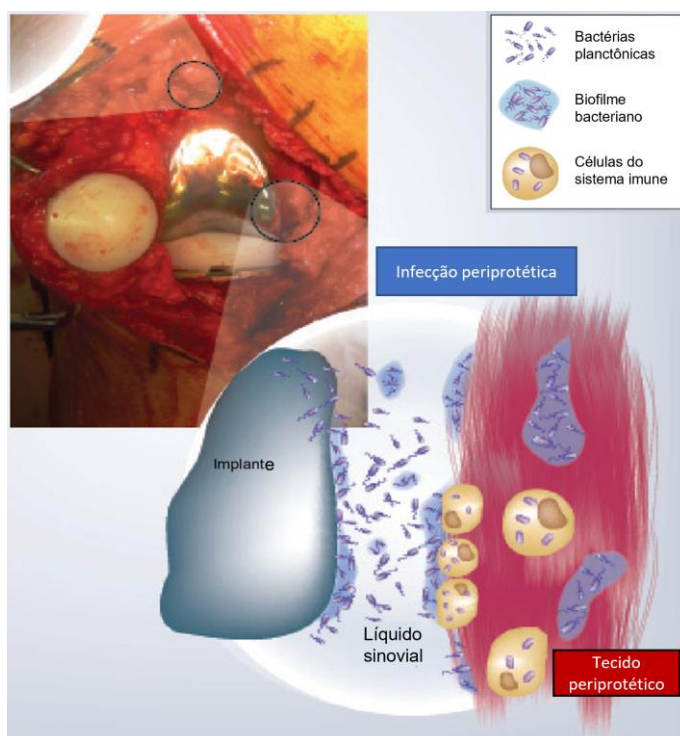 Bactérias
planctônicas
Biofilme
bacteriano
Células do
sistema imune
Infecção periprotética
Implante
Líquido
sinovial
Tecido
periprotético